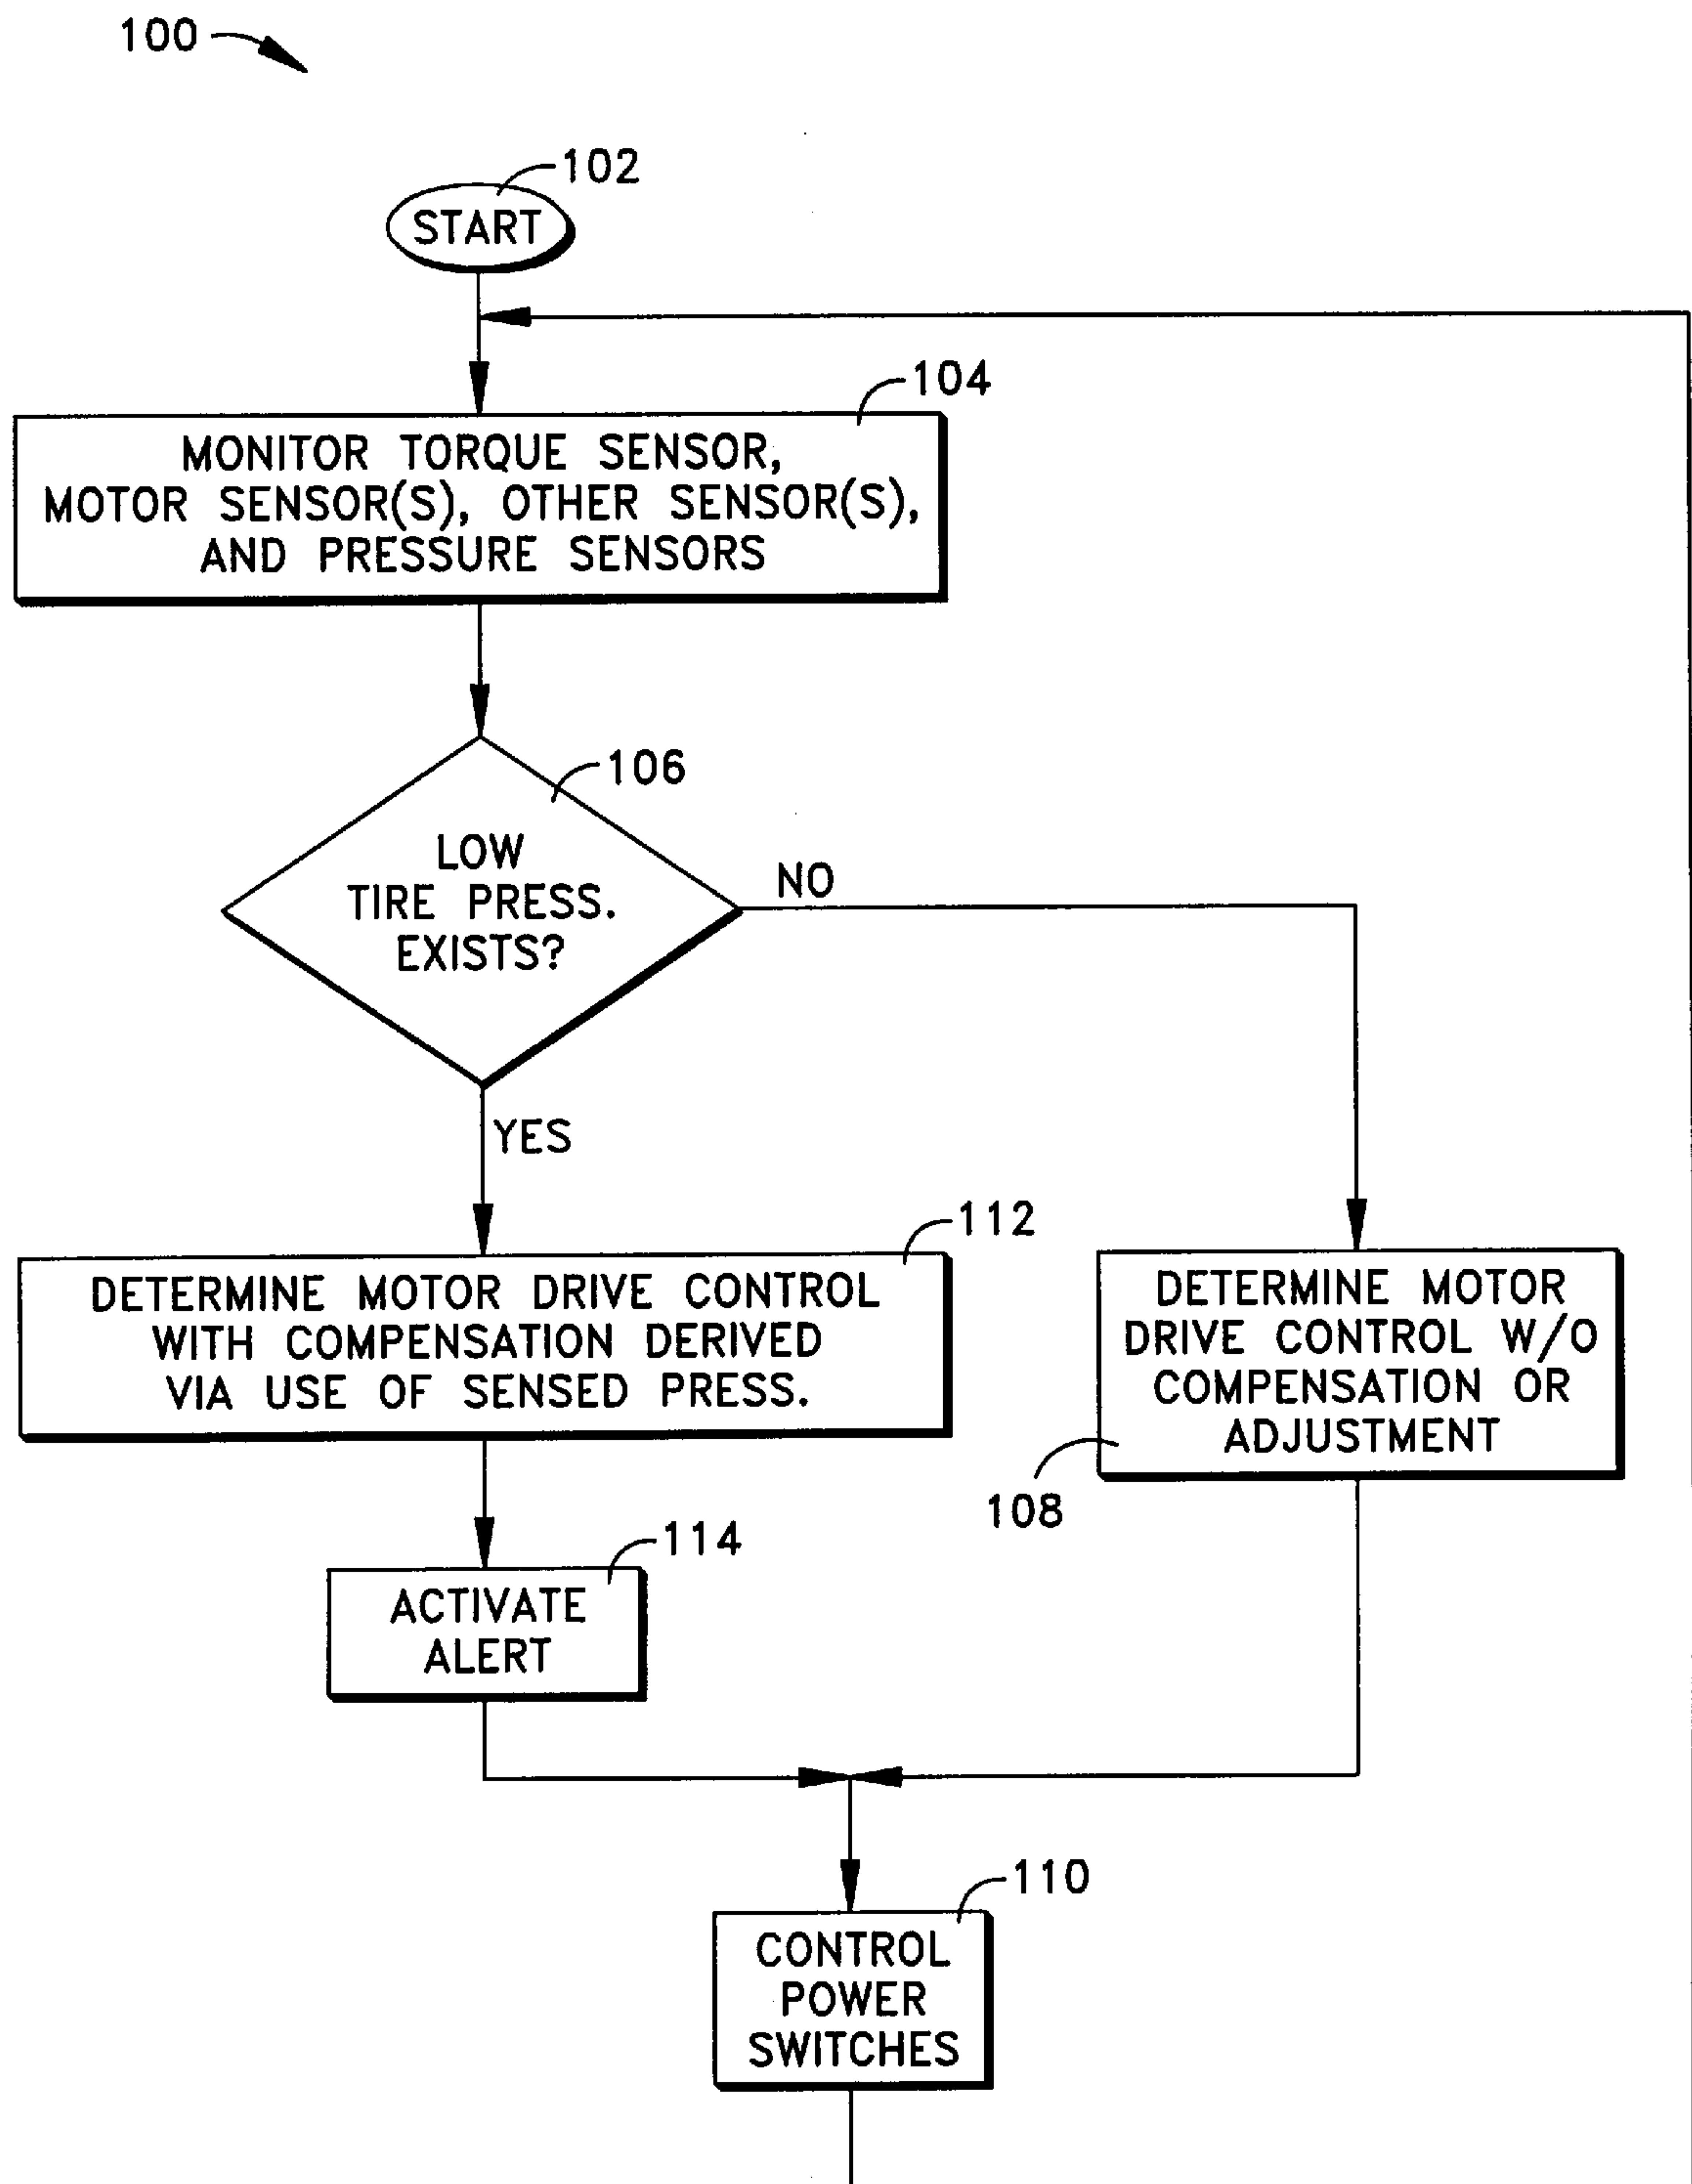 100
102
START
104
MONITOR TORQUE SENSOR,
MOTOR SENSOR(S), OTHER SENSOR(S),
AND PRESSURE SENSORS
106
LOW
TIRE PRESS.
EXISTS?
NO
YES
112
DETERMINE MOTOR DRIVE CONTROL
WITH COMPENSATION DERIVED
VIA USE OF SENSED PRESS.
DETERMINE MOTOR
DRIVE CONTROL W/O
COMPENSATION OR
ADJUSTMENT
108
114
ACTIVATE
ALERT
110
CONTROL
POWER
SWITCHES